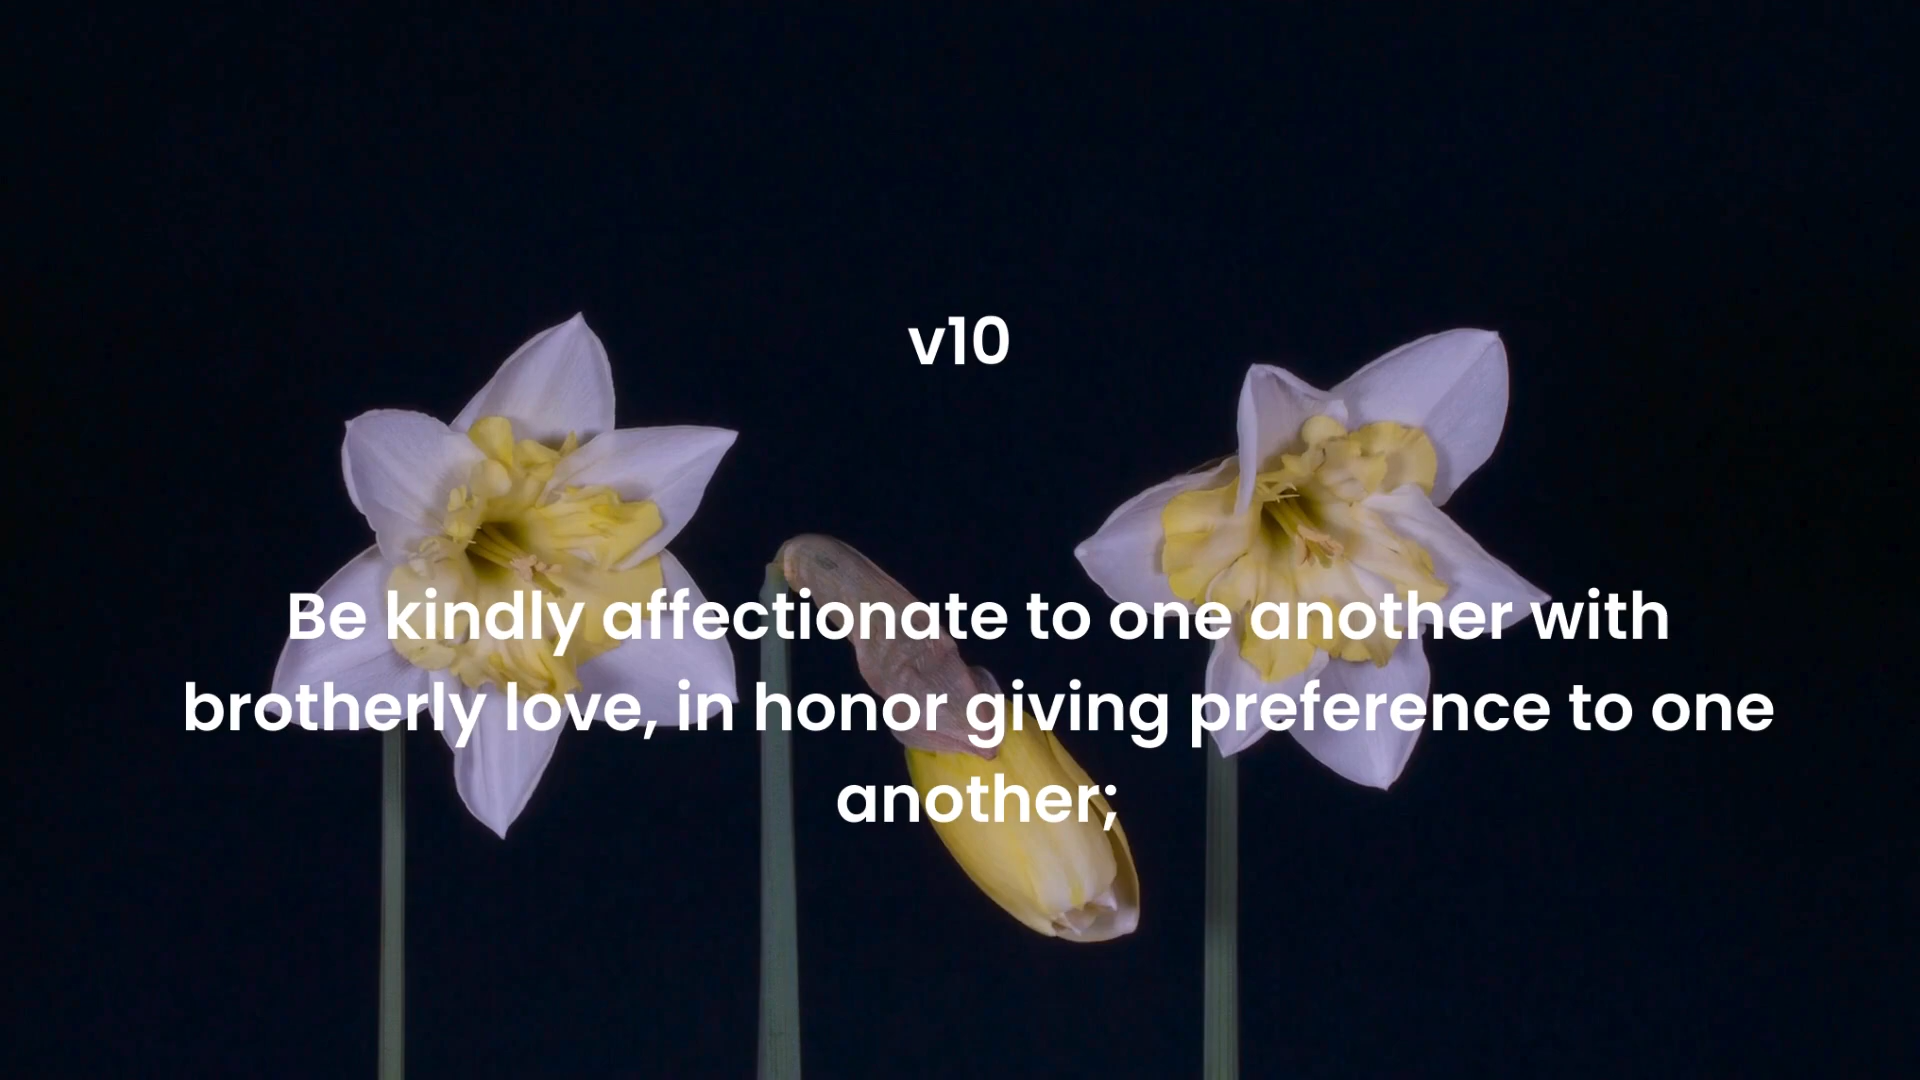 v10
Be kindly affectionate to one another with
brotherly love, in honor giving preference to one
another;